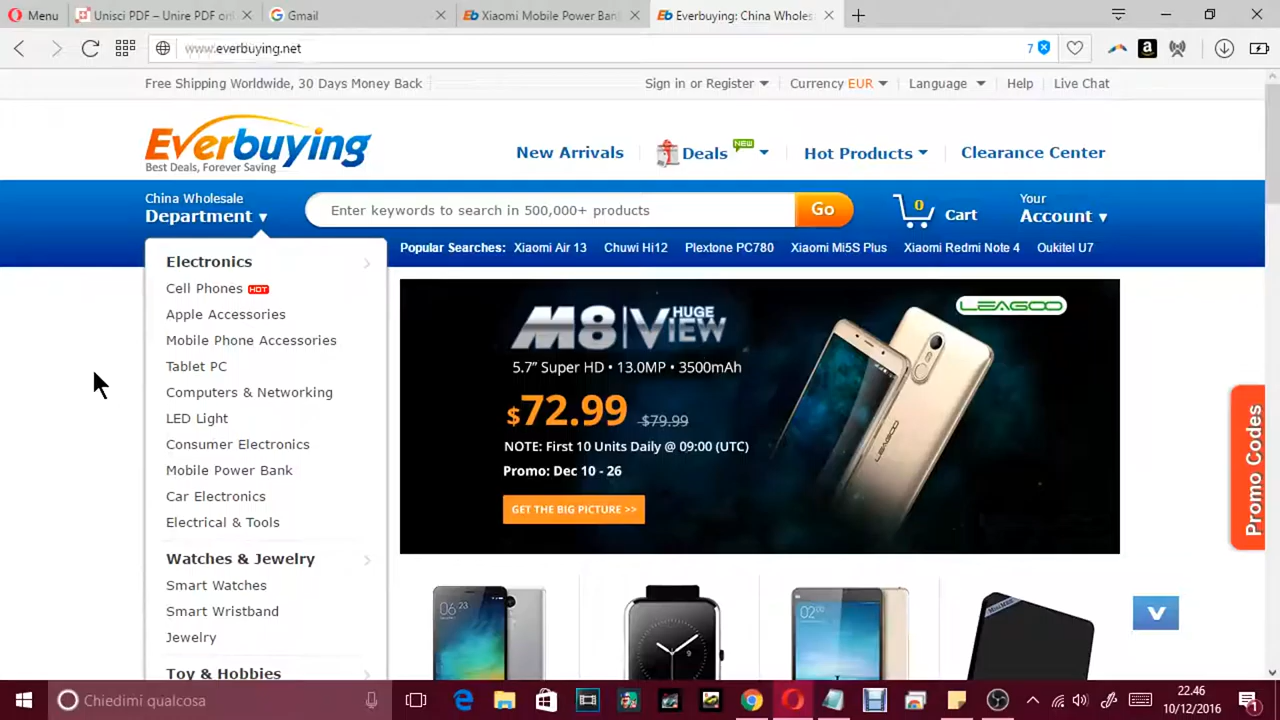 Menu
Unisci PDF – Unire PDF onl
Gmail
Xiaomi Mobile Power Ban
Everbuying: China Wholes
www.everbuying.net
7
Free Shipping Worldwide, 30 Days Money Back
Sign in or Register
Currency EUR
Language
Help
Live Chat
Everbuying
Best Deals, Forever Saving
New Arrivals
Deals
NEW
Hot Products
Clearance Center
China Wholesale
Department
Enter keywords to search in 500,000+ products
Go
0
Cart
Your
Account
Popular Searches: Xiaomi Air 13 Chuwi Hi12 Plextone PC780 Xiaomi Mi5S Plus Xiaomi Redmi Note 4 Oukitel U7
Electronics
Cell Phones HOT
Apple Accessories
Mobile Phone Accessories
Tablet PC
Computers & Networking
LED Light
Consumer Electronics
Mobile Power Bank
Car Electronics
Electrical & Tools
Watches & Jewelry
Smart Watches
Smart Wristband
Jewelry
Toy & Hobbies
M8 | HUGE VIEW
LEAGOO
5.7” Super HD • 13.0MP • 3500mAh
$72.99 $79.99
NOTE: First 10 Units Daily @ 09:00 (UTC)
Promo: Dec 10 - 26
GET THE BIG PICTURE >>
LEAGOO
Promo Codes
06:23
02:00
Chiedimi qualcosa
22.46
10/12/2016
1